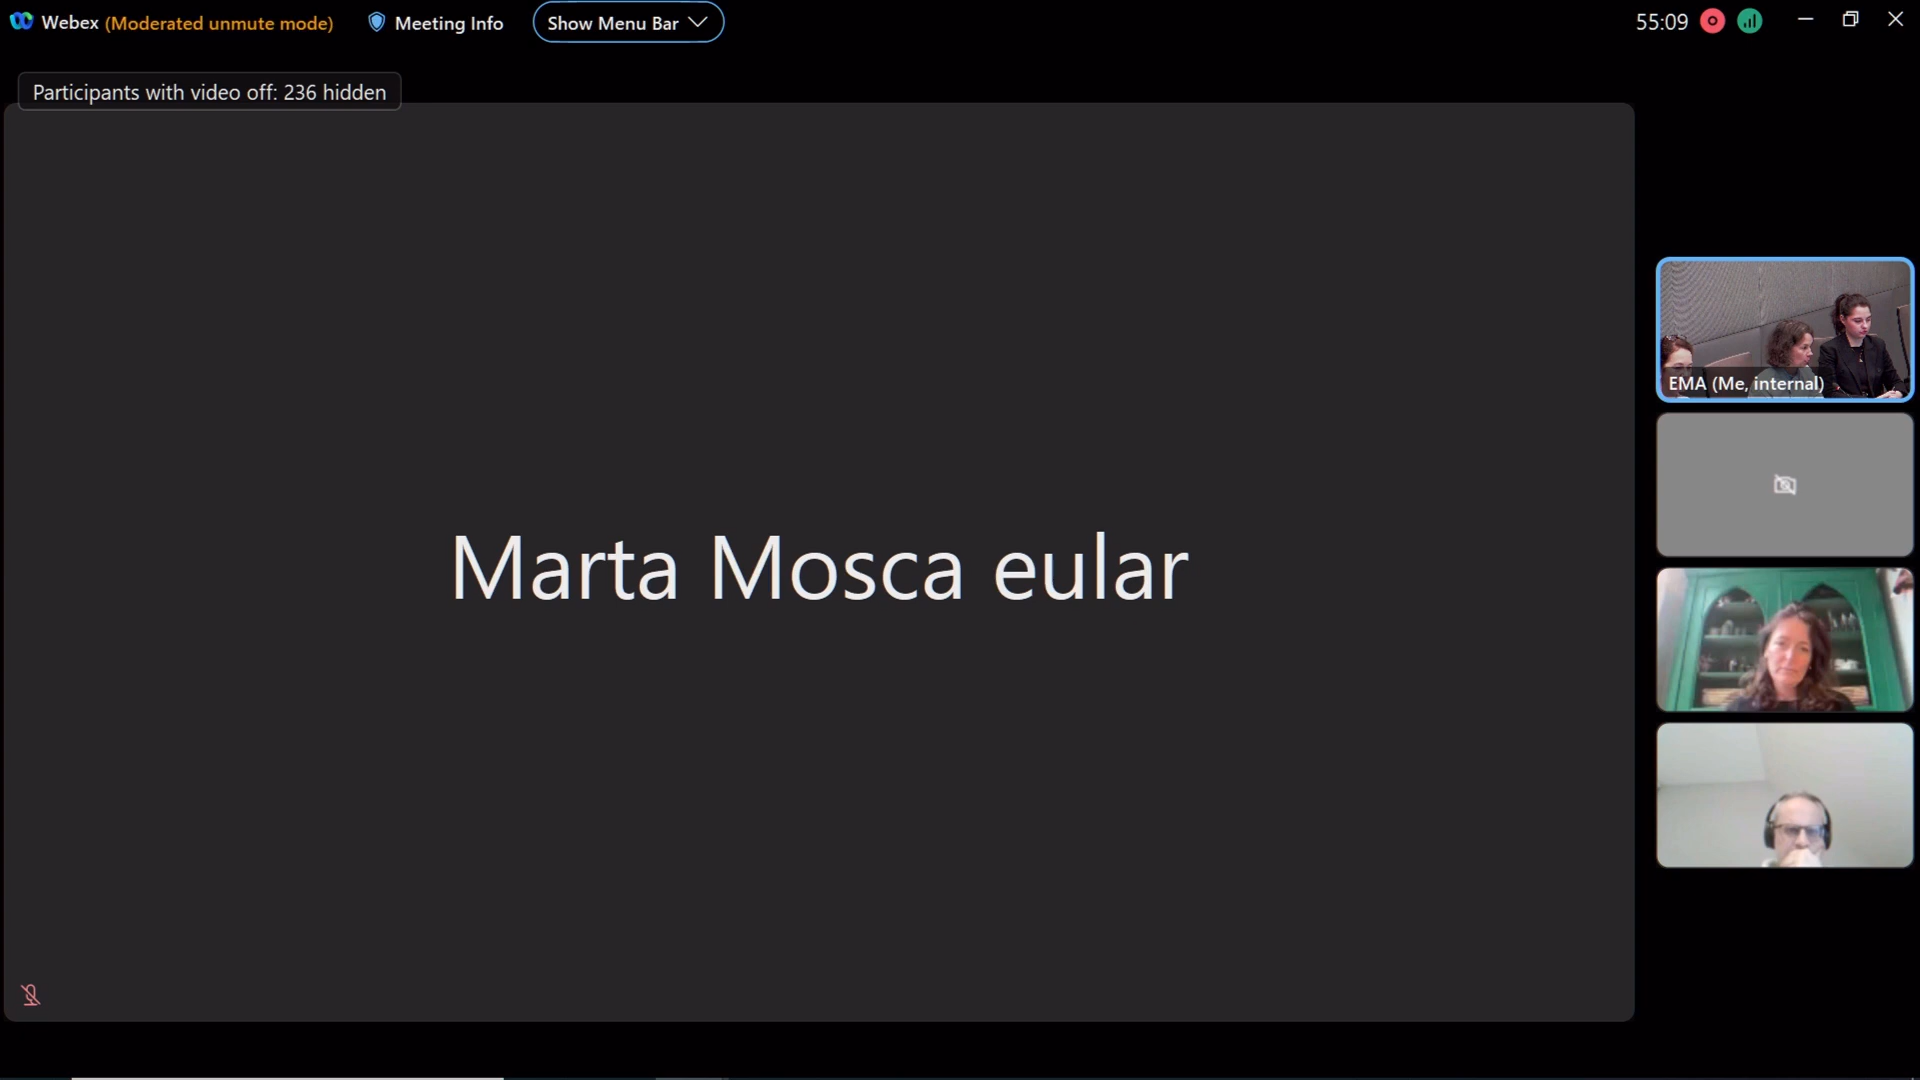 Webex (Moderated unmute mode) Meeting Info Show Menu Bar 55:09
Participants with video off: 236 hidden
Marta Mosca eular
EMA (Me, internal)